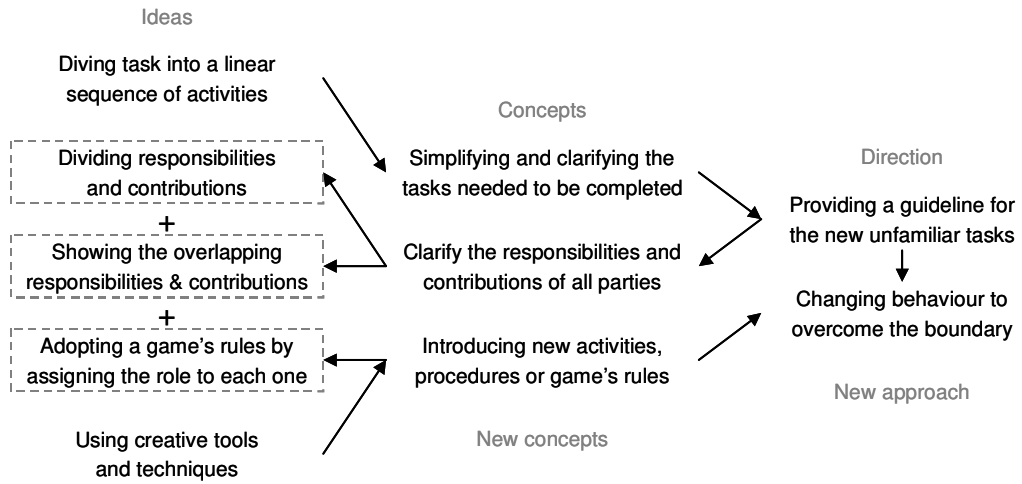 Ideas
Diving task into a linear
sequence of activities
Dividing responsibilities
and contributions
+
Showing the overlapping
responsibilities & contributions
+
Adopting a game's rules by
assigning the role to each one
Using creative tools
and techniques
Concepts
Simplifying and clarifying the
tasks needed to be completed
Clarify the responsibilities and
contributions of all parties
Introducing new activities,
procedures or game's rules
New concepts
Direction
Providing a guideline for
the new unfamiliar tasks
Changing behaviour to
overcome the boundary
New approach